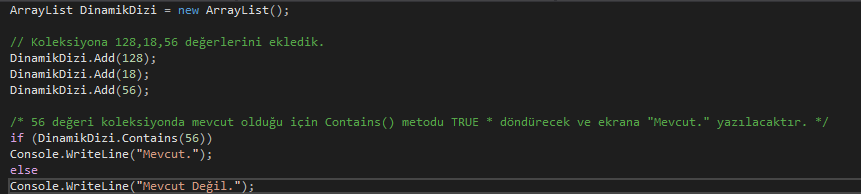 ArrayList DinamikDizi = new ArrayList();
// Koleksiyona 128,18,56 değerlerini ekledik.
DinamikDizi.Add(128);
DinamikDizi.Add(18);
DinamikDizi.Add(56);
/* 56 değeri koleksiyonda mevcut olduğu için Contains() metodu TRUE * döndürecek ve ekrana "Mevcut." yazılacaktır. */
if (DinamikDizi.Contains(56))
Console.WriteLine("Mevcut.");
else
Console.WriteLine("Mevcut Değil.");